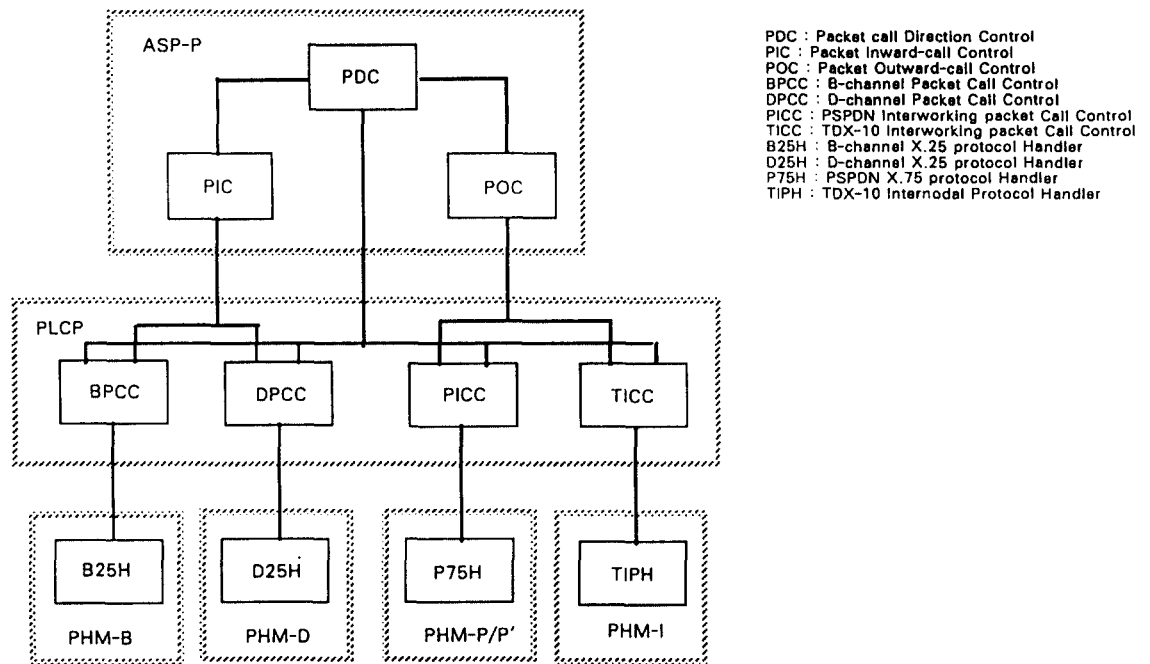 ASP-P
PDC
PIC
POC
PDC : Packet call Direction Control
PIC : Packet Inward-call Control
POC : Packet Outward-call Control
BPCC : B-channel Packet Call Control
DPCC : D-channel Packet Call Control
PICC : PSPDN Interworking packet Call Control
TICC : TDX-10 Interworking packet Call Control
B25H : B-channel X.25 protocol Handler
D25H : D-channel X.25 protocol Handler
P75H : PSPDN X.75 protocol Handler
TIPH : TDX-10 Internodal Protocol Handler
PLCP
BPCC
DPCC
PICC
TICC
B25H
D25H
P75H
TIPH
PHM-B
PHM-D
PHM-P/P′
PHM-I